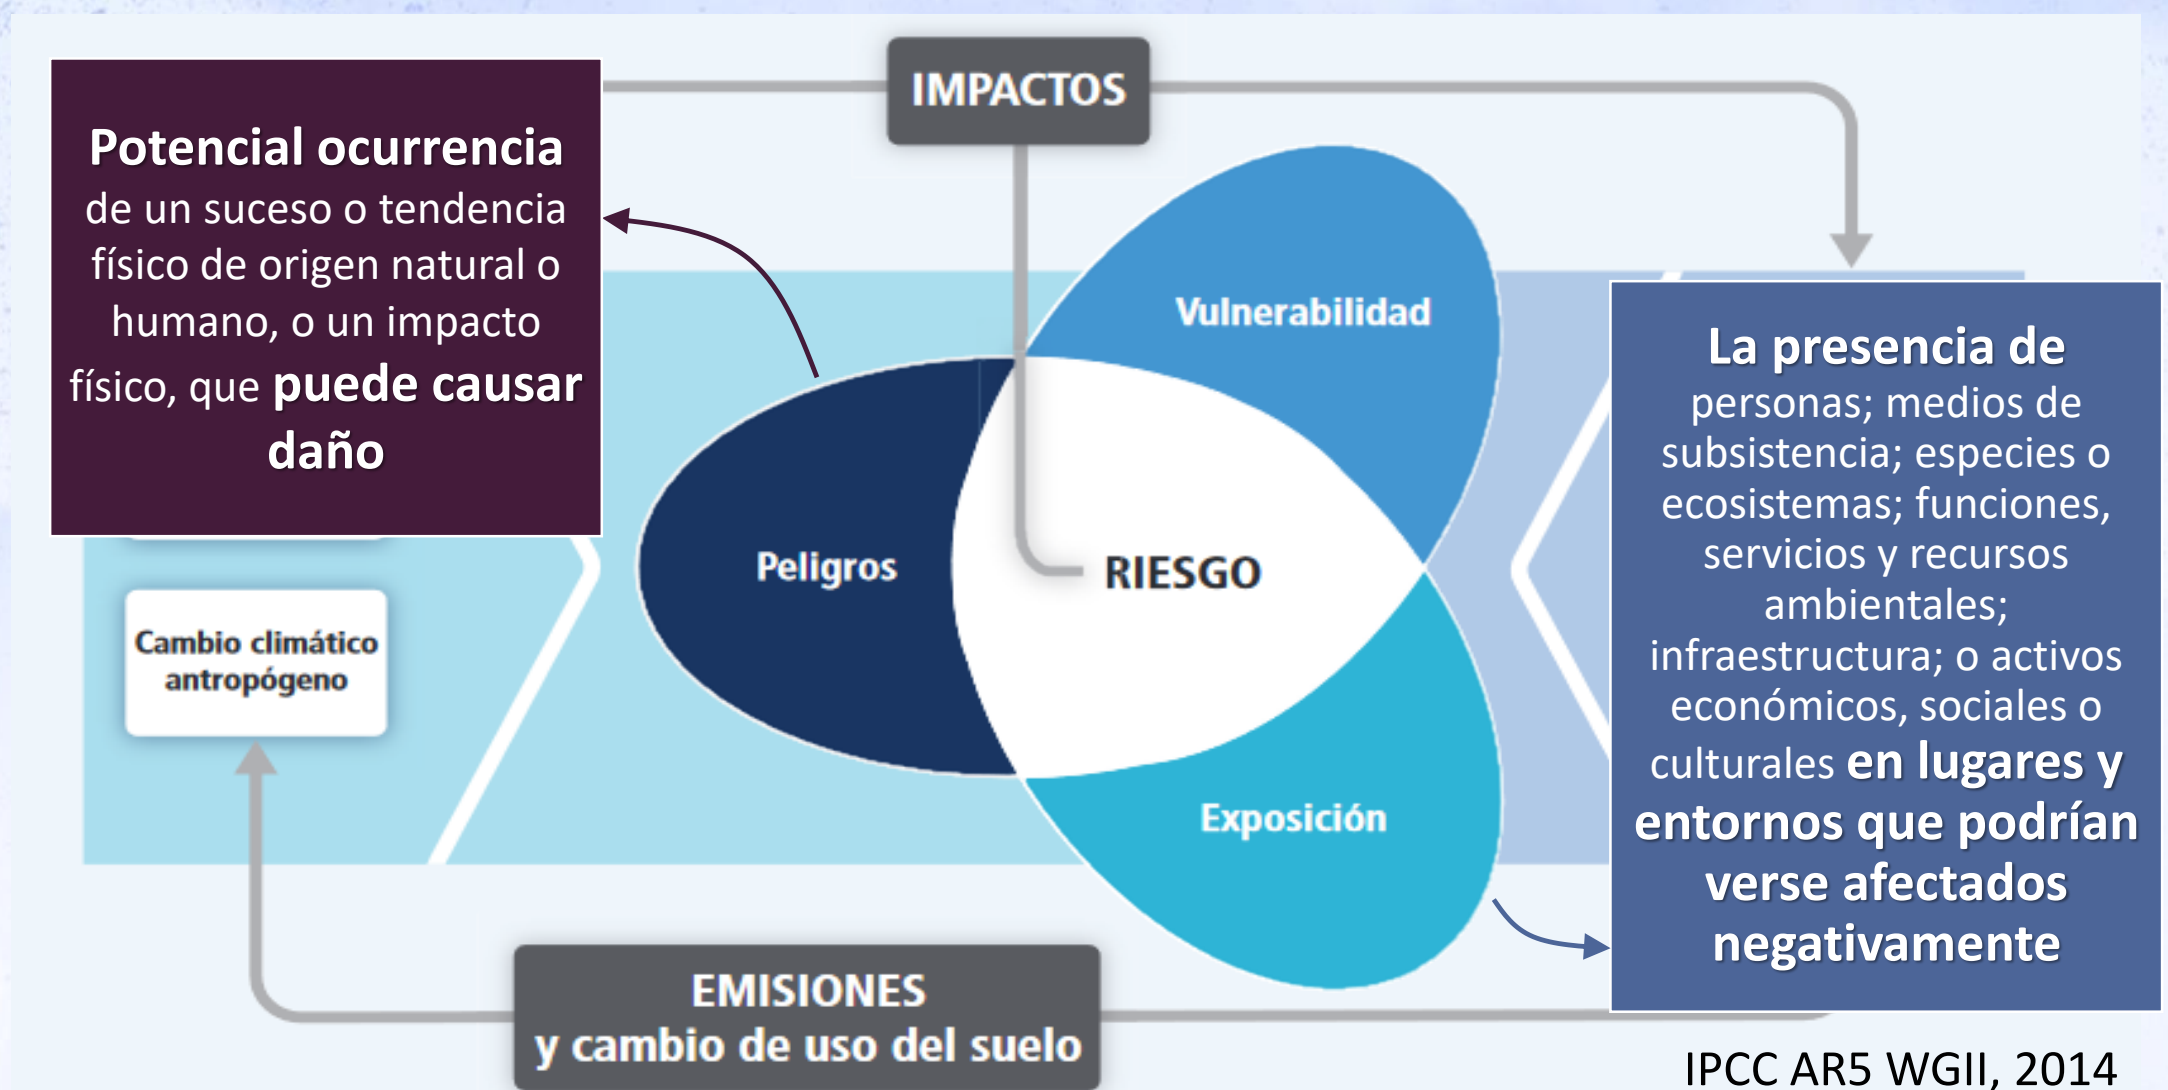 IMPACTOS
Potencial ocurrencia
de un suceso o tendencia
físico de origen natural o
humano, o un impacto
físico, que puede causar
daño
Vulnerabilidad
Peligros
RIESGO
Exposición
Cambio climático
antropógeno
La presencia de
personas; medios de
subsistencia; especies o
ecosistemas; funciones,
servicios y recursos
ambientales;
infraestructura; o activos
económicos, sociales o
culturales en lugares y
entornos que podrían
verse afectados
negativamente
EMISIONES
y cambio de uso del suelo
IPCC AR5 WGII, 2014